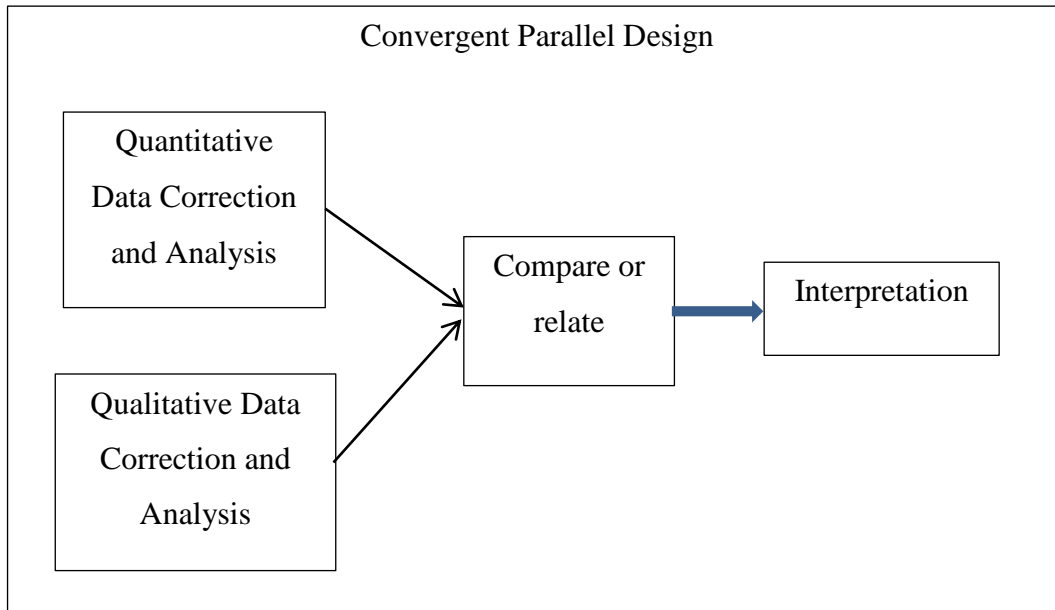 Convergent Parallel Design
Quantitative
Data Correction
and Analysis
Compare or
relate
Interpretation
Qualitative Data
Correction and
Analysis